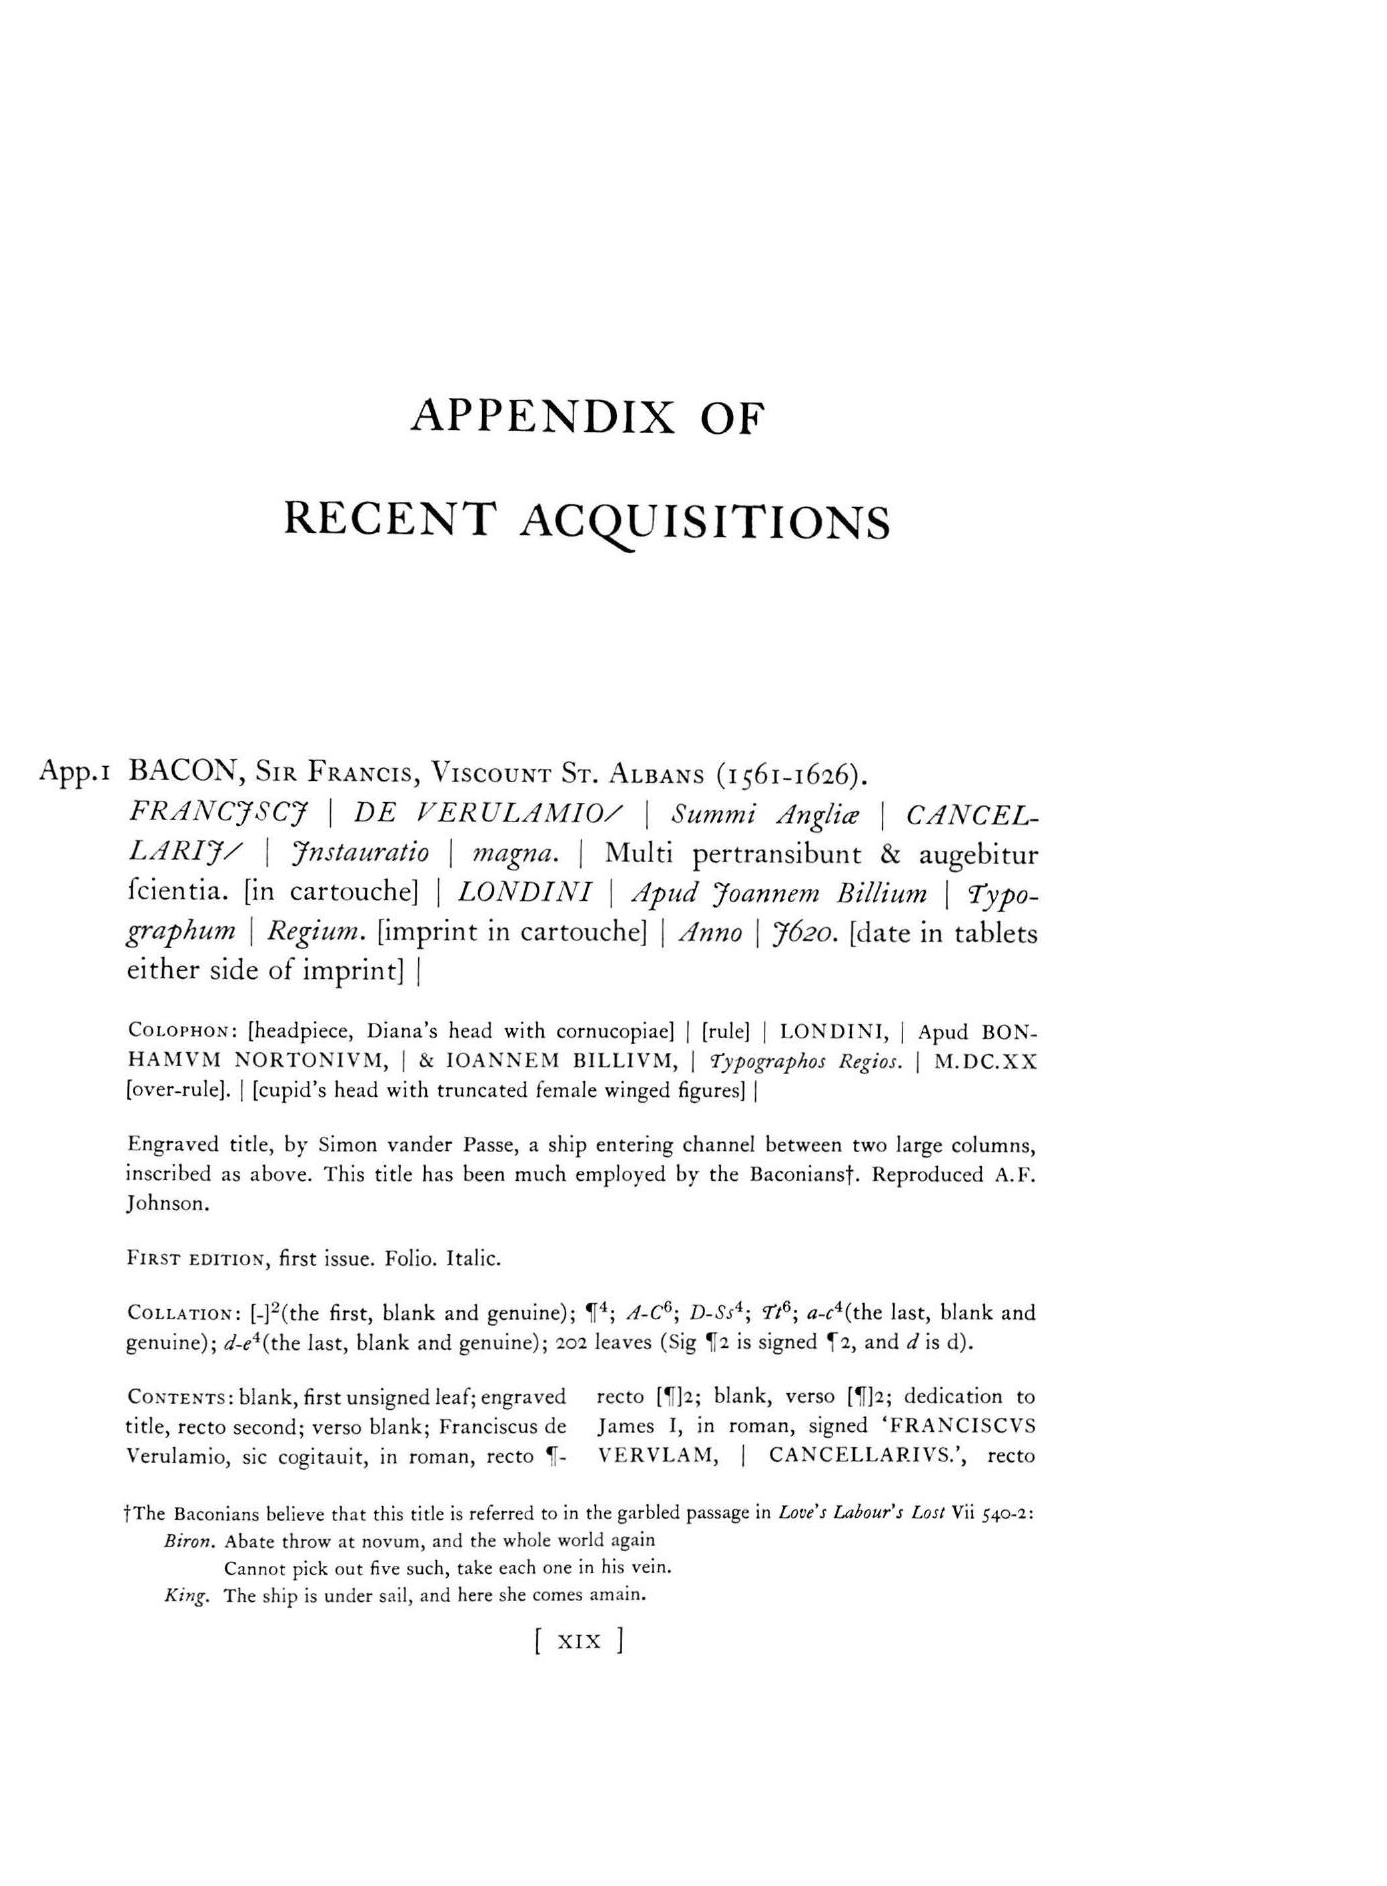 APPENDIX OF
RECENT ACQUISITIONS
App.1 BACON, Sir Francis, Viscount St. Albans (1561-1626).
FRANCJSCJ | DE VERULAMIO/ | Summi Angliæ | CANCEL-
LARIJ/ | Jnstauratio | magna. | Multi pertransibunt & augebitur
ſcientia. [in cartouche] | LONDINI | Apud Joannem Billium | Typo-
graphum | Regium. [imprint in cartouche] | Anno | J620. [date in tablets
either side of imprint] |
Colophon: [headpiece, Diana's head with cornucopiae] | [rule] | LONDINI, | Apud BON-
HAMVM NORTONIVM, | & IOANNEM BILLIVM, | Typographos Regios. | M.DC.XX
[over-rule]. | [cupid's head with truncated female winged figures] |
Engraved title, by Simon vander Passe, a ship entering channel between two large columns,
inscribed as above. This title has been much employed by the Baconians†. Reproduced A.F.
Johnson.
First edition, first issue. Folio. Italic.
Collation: [-]²(the first, blank and genuine); ¶⁴; A-C⁶; D-Ss⁴; Tt⁶; a-c⁴(the last, blank and
genuine); d-e⁴(the last, blank and genuine); 202 leaves (Sig ¶2 is signed ¶2, and d is d).
Contents: blank, first unsigned leaf; engraved
title, recto second; verso blank; Franciscus de
Verulamio, sic cogitauit, in roman, recto ¶-
recto [¶]2; blank, verso [¶]2; dedication to
James I, in roman, signed 'FRANCISCVS
VERVLAM, | CANCELLARIVS.', recto
†The Baconians believe that this title is referred to in the garbled passage in Love's Labour's Lost Vii 540-2:
Biron. Abate throw at novum, and the whole world again
Cannot pick out five such, take each one in his vein.
King. The ship is under sail, and here she comes amain.
[ XIX ]